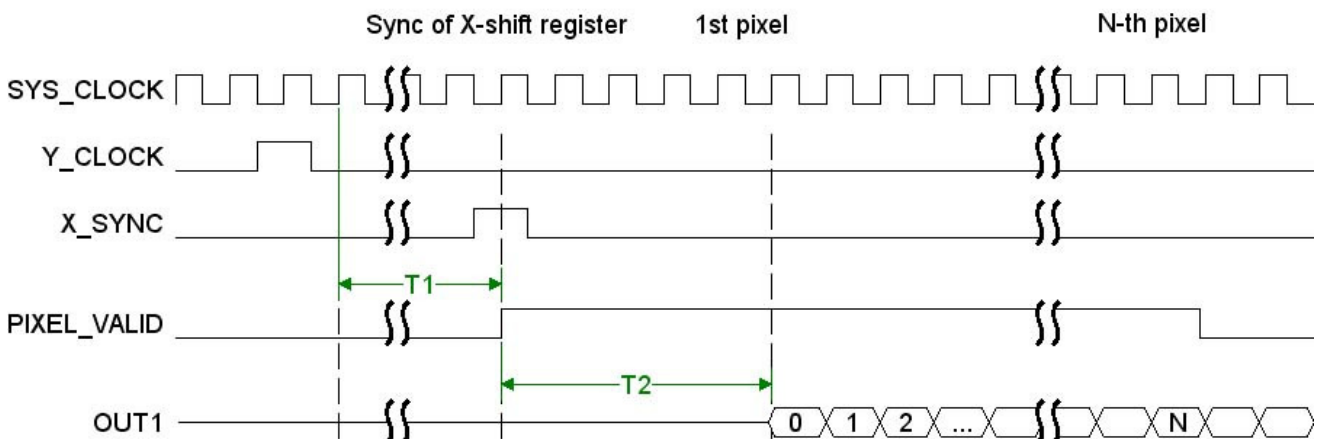 Sync of X-shift register 1st pixel N-th pixel
SYS_CLOCK
Y_CLOCK
X_SYNC
T1
PIXEL_VALID
T2
OUT1 0 1 2 ... N